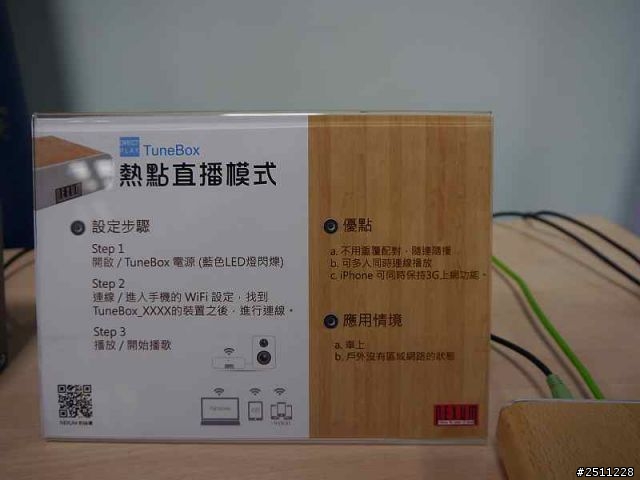 DIRECT PLAY TuneBox
熱點直播模式
設定步驟
Step 1
開啟 / TuneBox 電源 (藍色LED燈閃爍)
Step 2
連線 / 進入手機的 WiFi 設定，找到
TuneBox_XXXX的裝置之後，進行連線。
Step 3
播放 / 開始播歌
優點
a. 不用重覆配對，隨連隨播
b. 可多人同時連線播放
c. iPhone 可同時保持3G上網功能。
應用情境
a. 車上
b. 戶外沒有區域網路的狀態
NEXUM
NEXUM
#2511228